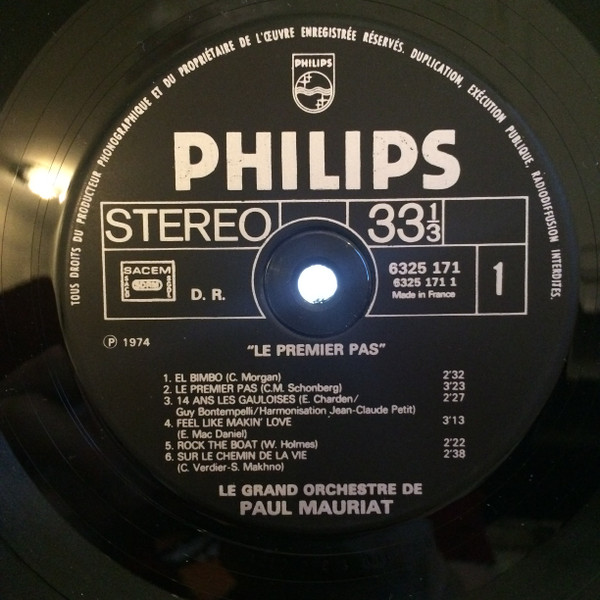 TOUS DROITS DU PRODUCTEUR PHONOGRAPHIQUE ET DU PROPRIÉTAIRE DE L'ŒUVRE ENREGISTRÉE RÉSERVÉS. DUPLICATION, EXÉCUTION PUBLIQUE, RADIODIFFUSION INTERDITES.
PHILIPS
PHILIPS
STEREO 33 1/3
SACEM
SDRM
SACD
SGDL
D. R.
6325 171
6325 171 1
Made in France
1
Ⓟ 1974
"LE PREMIER PAS"
1. EL BIMBO (C. Morgan) 2'32
2. LE PREMIER PAS (C.M. Schonberg) 3'23
3. 14 ANS LES GAULOISES (E. Charden/ 2'27
Guy Bontempelli/Harmonisation Jean-Claude Petit)
4. FEEL LIKE MAKIN' LOVE 3'13
(E. Mac Daniel)
5. ROCK THE BOAT (W. Holmes) 2'22
6. SUR LE CHEMIN DE LA VIE 2'38
(C. Verdier-S. Makhno)
LE GRAND ORCHESTRE DE
PAUL MAURIAT